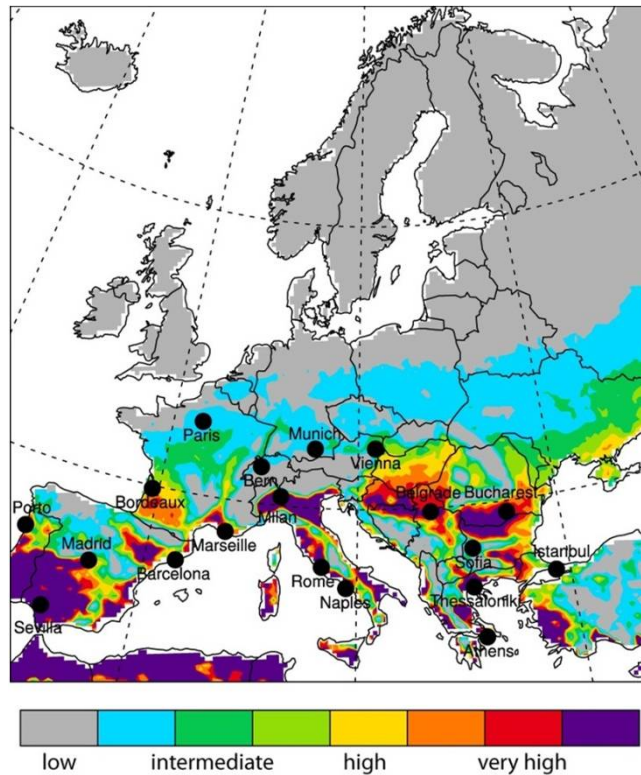 Paris
Munich
Bern
Vienna
Bordeaux
Milan
Belgrade Bucharest
Porto
Marseille
Madrid
Barcelona
Sofia
Istanbul
Rome
Naples
Thessaloniki
Sevilla
Athens
low intermediate high very high